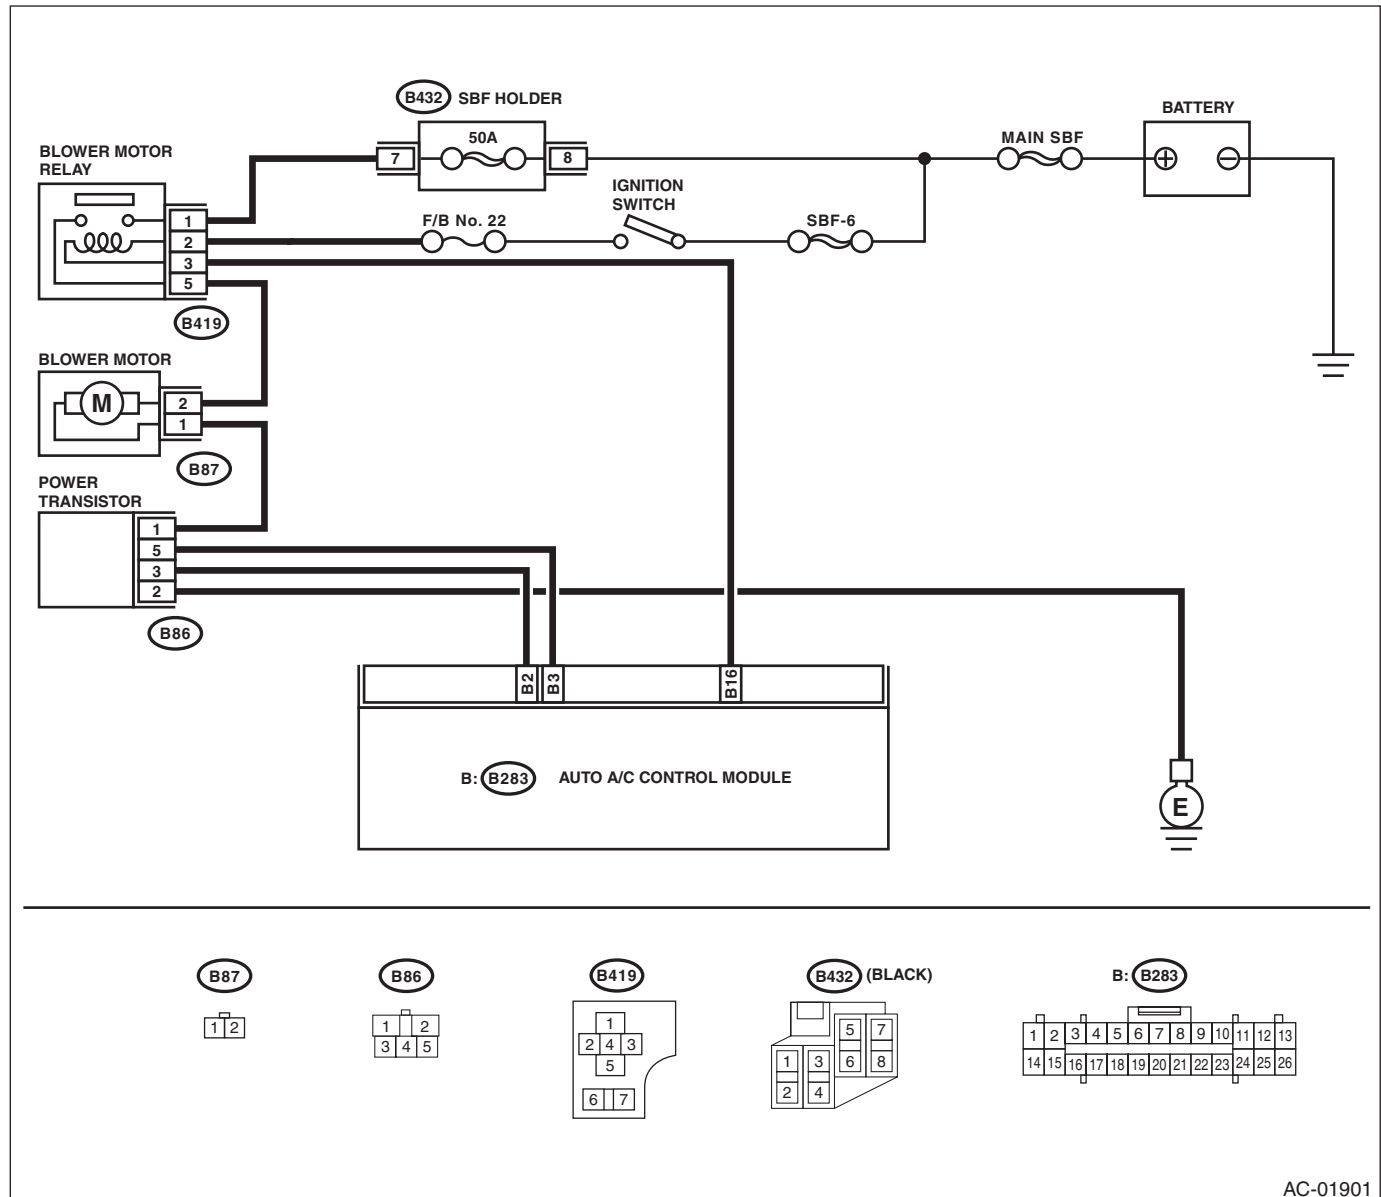 B432 SBF HOLDER
BATTERY
50A
MAIN SBF
7
8
BLOWER MOTOR
RELAY
IGNITION
SWITCH
1
2
3
5
F/B No. 22
SBF-6
B419
BLOWER MOTOR
M
2
1
B87
POWER
TRANSISTOR
1
5
3
2
B86
B2
B3
B16
B: B283 AUTO A/C CONTROL MODULE
E
B87
B86
B419
B432 (BLACK)
B: B283
1 2
1 2
3 4 5
1
2 4 3
5
6 7
5 7
1 3 6 8
2 4
1 2 3 4 5 6 7 8 9 10 11 12 13
14 15 16 17 18 19 20 21 22 23 24 25 26
AC-01901